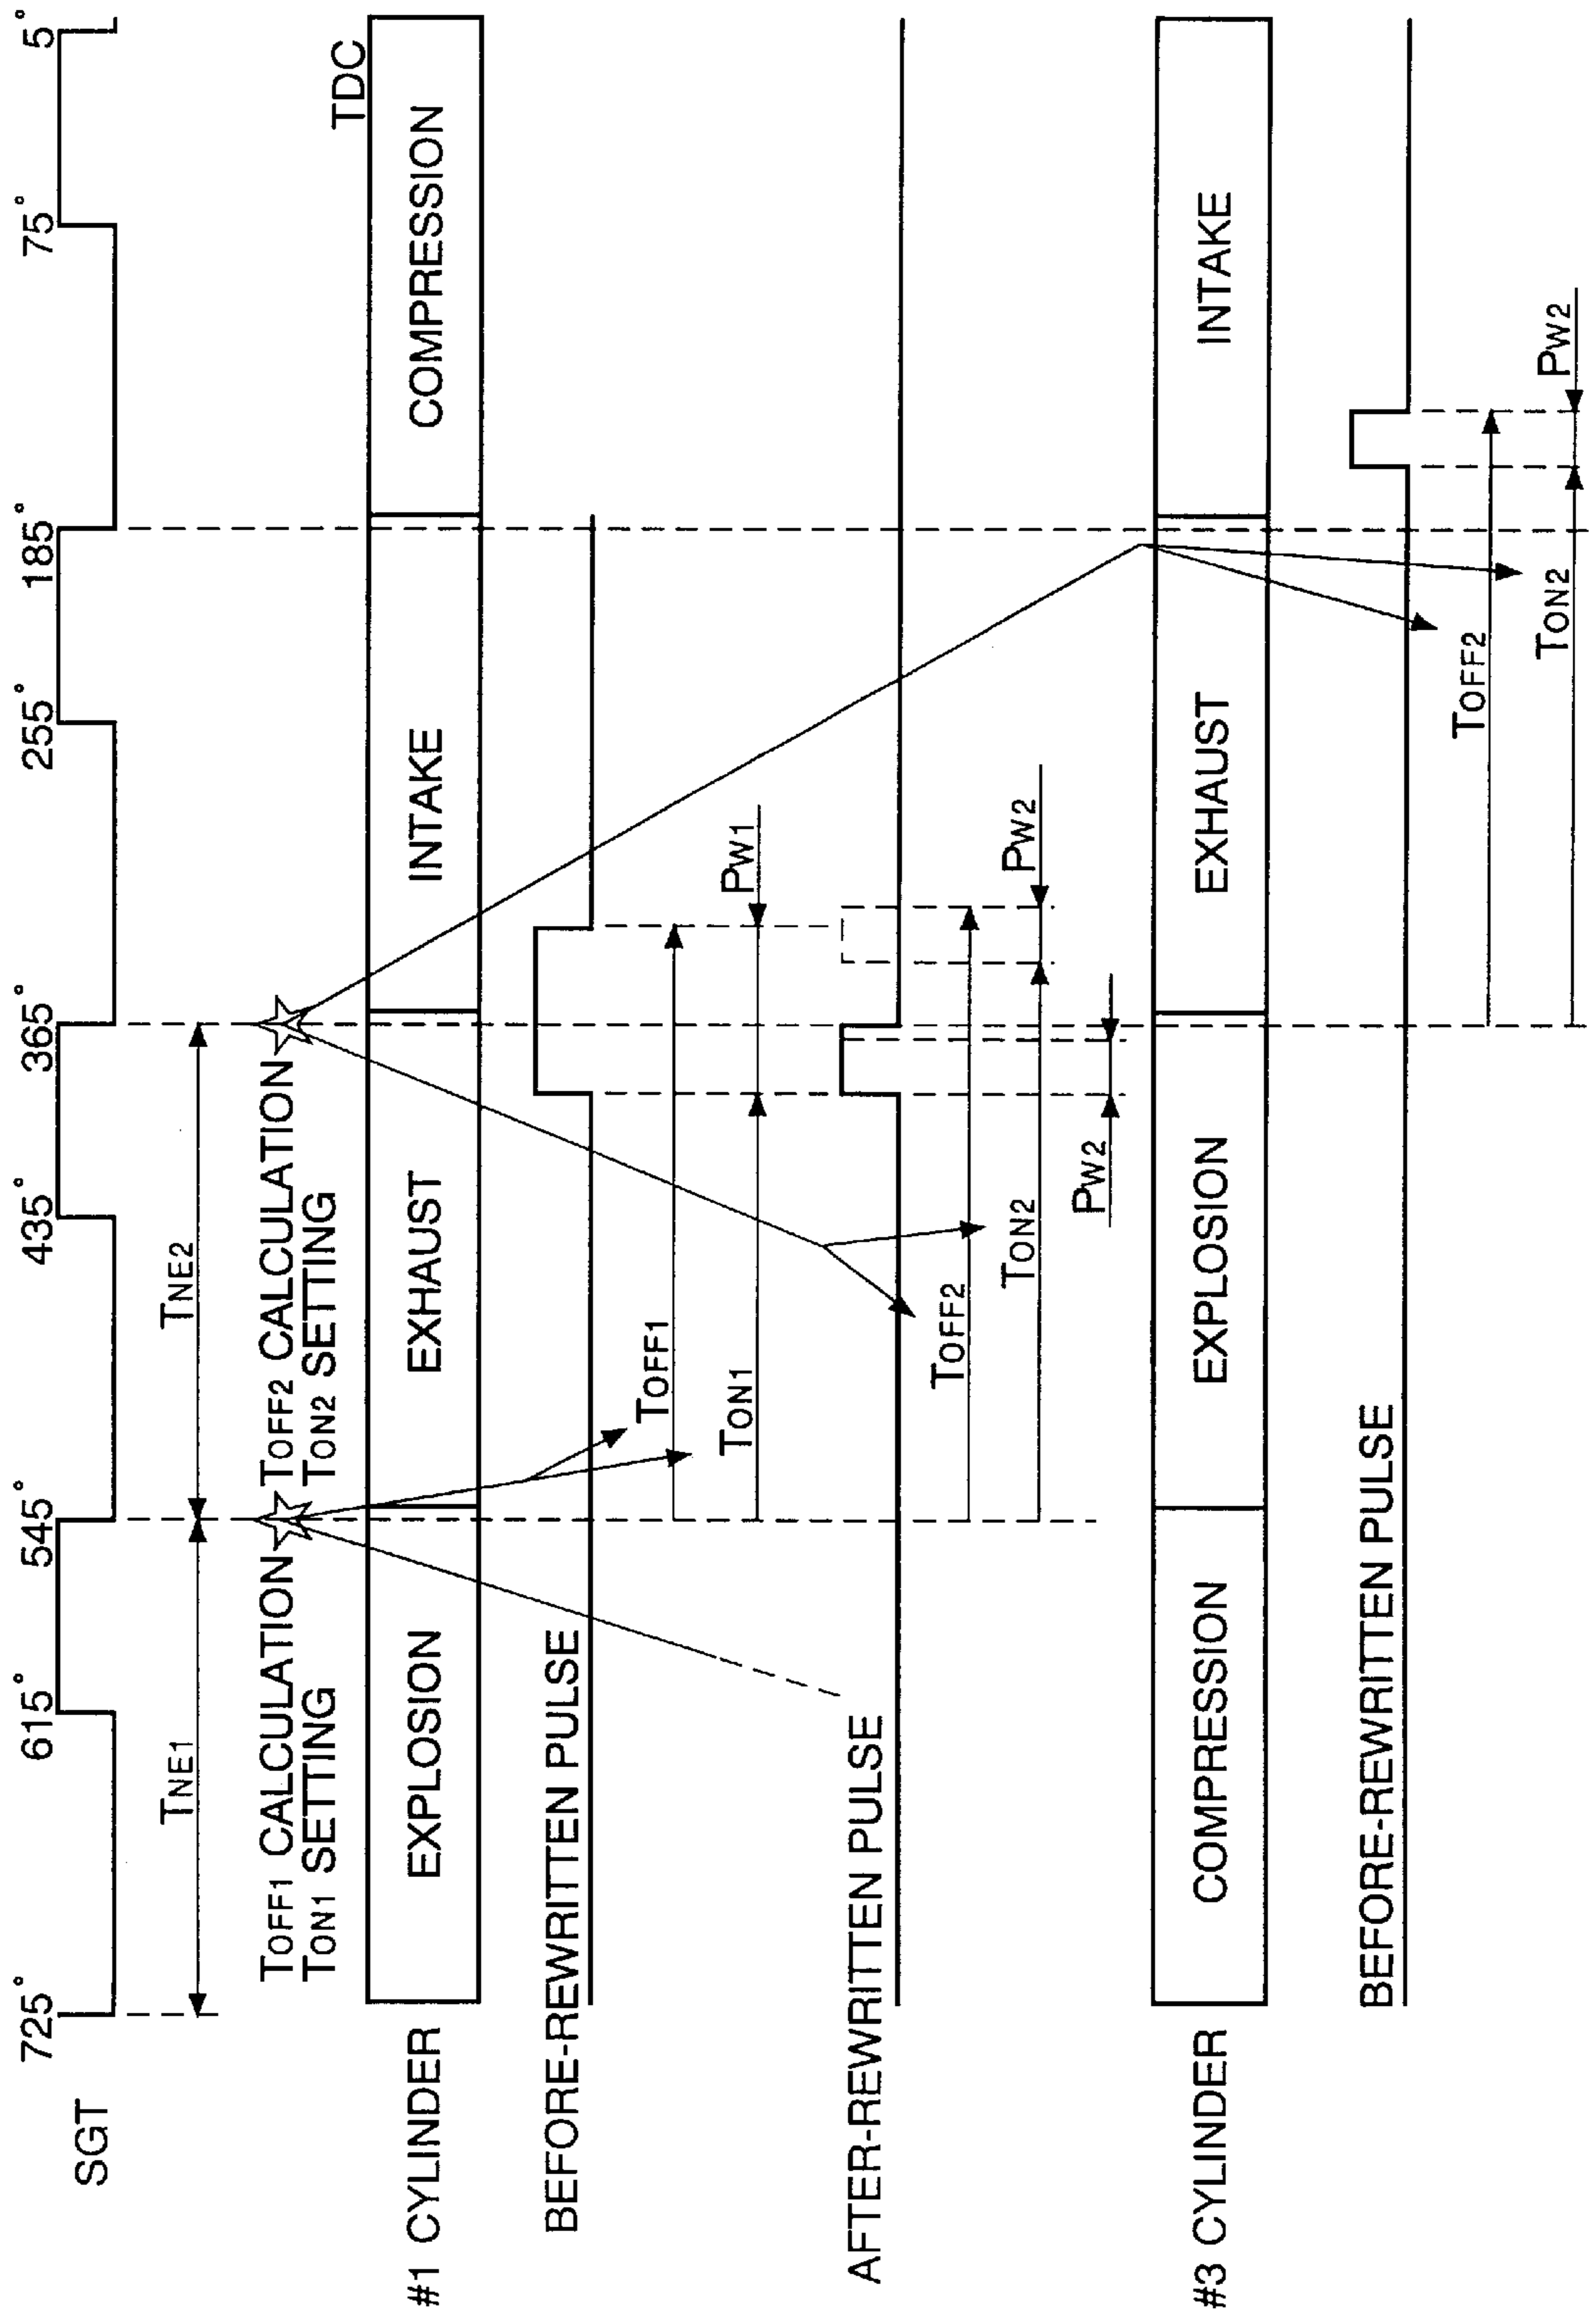 SGT
725°
615°
545°
435°
365°
255°
185°
75°
5°
TNE1
TNE2
TOFF1 CALCULATION
TON1 SETTING
TOFF2 CALCULATION
TON2 SETTING
TDC
#1 CYLINDER
EXPLOSION
EXHAUST
INTAKE
COMPRESSION
BEFORE-REWRITTEN PULSE
TOFF1
TON1
PW1
AFTER-REWRITTEN PULSE
TOFF2
TON2
PW2
PW2
#3 CYLINDER
COMPRESSION
EXPLOSION
EXHAUST
INTAKE
BEFORE-REWRITTEN PULSE
TOFF2
TON2
PW2